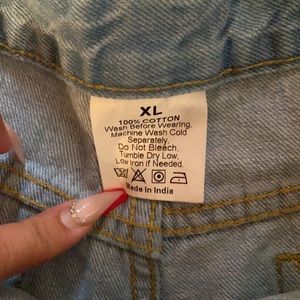 XL
100% COTTON
Wash Before Wearing,
Machine Wash Cold
Separately.
Do Not Bleach,
Tumble Dry Low,
Low Iron if Needed.
Made In India